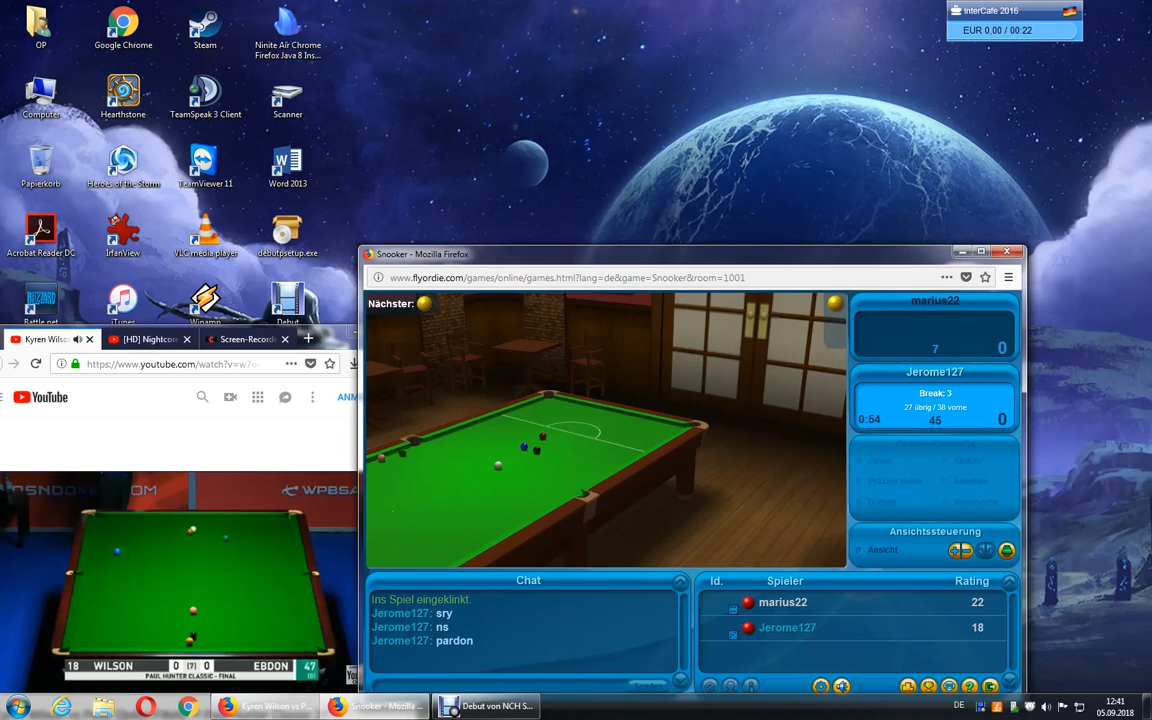 InterCafe 2016
EUR 0,00 / 00:22
OP
Google Chrome
Steam
Ninite Air Chrome
Firefox Java 8 Ins...
Computer
Hearthstone
TeamSpeak 3 Client
Scanner
Papierkorb
Heroes of the Storm
TeamViewer 11
Word 2013
Acrobat Reader DC
IrfanView
VLC media player
debutpsetup.exe
Battle.net
iTunes
Winamp
Debut
Snooker - Mozilla Firefox
www.flyordie.com/games/online/games.html?lang=de&game=Snooker&room=1001
Nächster:
marius22
7 0
Jerome127
Break: 3
27 übrig / 38 vorne
0:54 45 0
Ansichtssteuerung
Ansicht
Kyren Wilson
[HD] Nightcore
Screen-Recorde
https://www.youtube.com/watch?v=w7o
YouTube
ANM
WPBSA
18 WILSON 0 [7] 0 EBDON 47
PAUL HUNTER CLASSIC - FINAL
Chat
Ins Spiel eingeklinkt.
Jerome127: sry
Jerome127: ns
Jerome127: pardon
Id. Spieler Rating
marius22 22
Jerome127 18
Kyren Wilson vs P...
Snooker - Mozilla ...
Debut von NCH S...
DE
12:41
05.09.2018